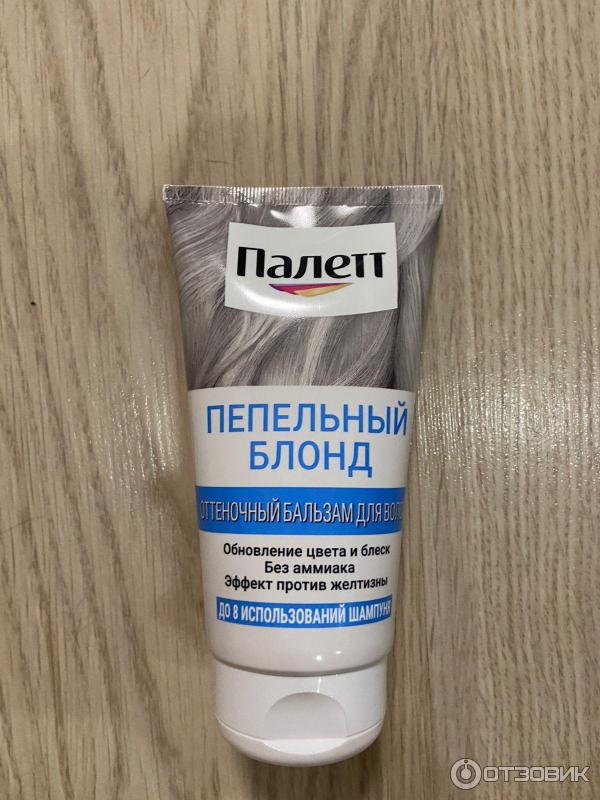 Палетт
ПЕПЕЛЬНЫЙ
БЛОНД
ОТТЕНОЧНЫЙ БАЛЬЗАМ ДЛЯ ВОЛО
Обновление цвета и блеск
Без аммиака
Эффект против желтизны
ДО 8 ИСПОЛЬЗОВАНИЙ ШАМПУНЯ
ОТЗОВИК